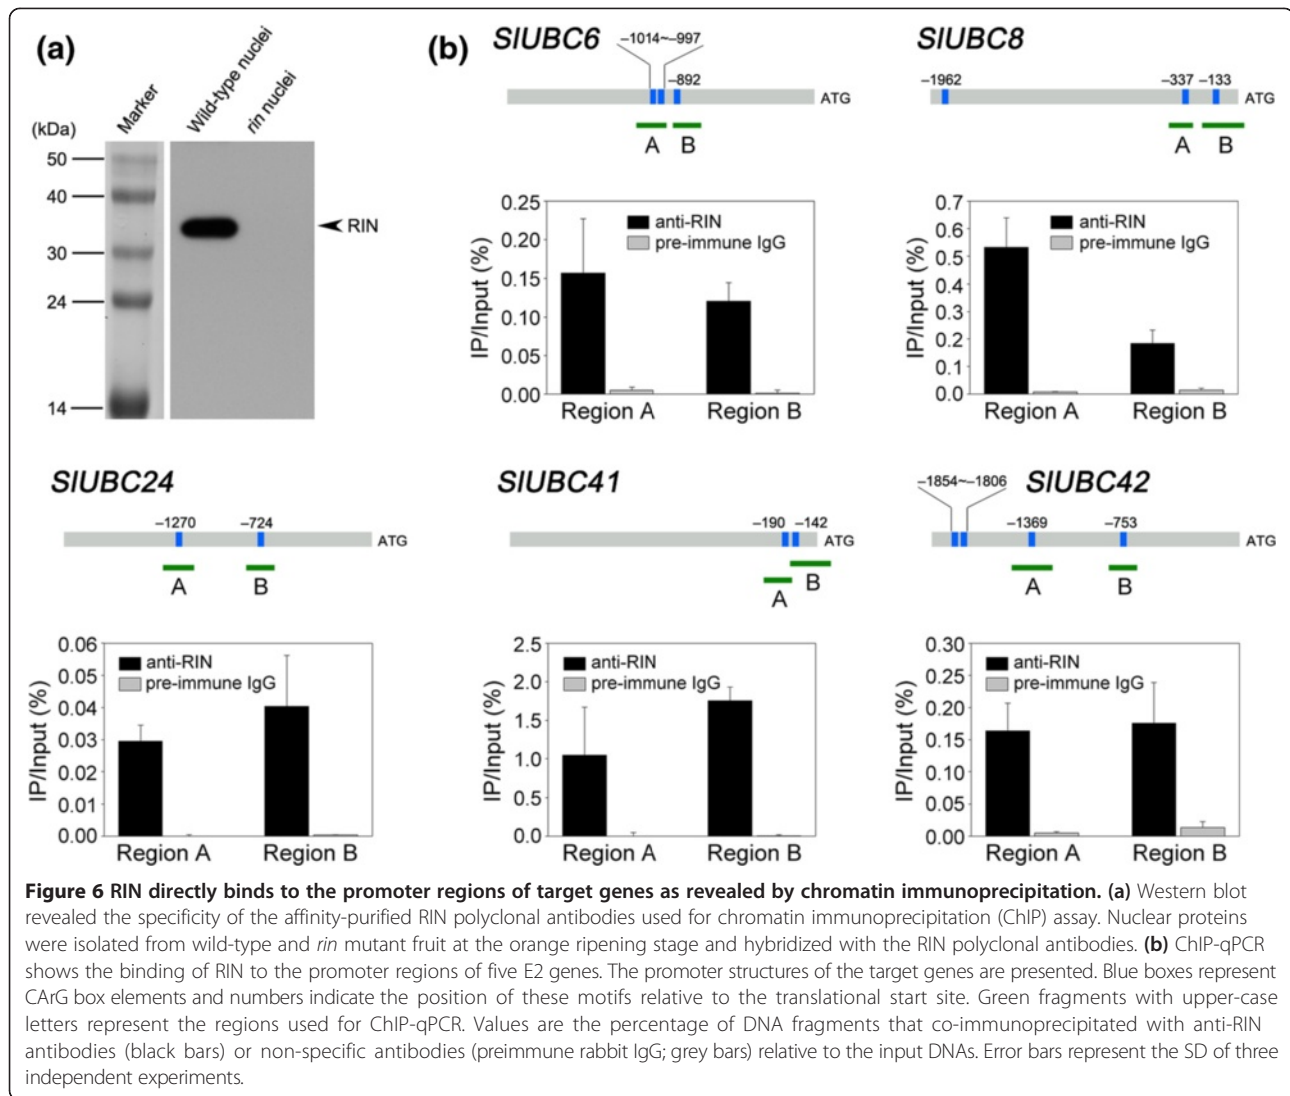 (a)
Marker
Wild-type nuclei
rin nuclei
(kDa)
50
40
30
24
14
RIN
(b)
SlUBC6
–1014~–997
–892
ATG
A
B
0.25
0.20
0.15
0.10
0.05
0.00
IP/Input (%)
anti-RIN
pre-immune IgG
Region A
Region B
SlUBC8
–1962
–337
–133
ATG
A
B
0.7
0.6
0.5
0.4
0.3
0.2
0.1
0.0
IP/Input (%)
anti-RIN
pre-immune IgG
Region A
Region B
SlUBC24
–1270
–724
ATG
A
B
0.06
0.05
0.04
0.03
0.02
0.01
0.00
IP/Input (%)
anti-RIN
pre-immune IgG
Region A
Region B
SlUBC41
–190
–142
ATG
A
B
2.5
2.0
1.5
1.0
0.5
0.0
IP/Input (%)
anti-RIN
pre-immune IgG
Region A
Region B
SlUBC42
–1854~–1806
–1369
–753
ATG
A
B
0.30
0.25
0.20
0.15
0.10
0.05
0.00
IP/Input (%)
anti-RIN
pre-immune IgG
Region A
Region B
Figure 6 RIN directly binds to the promoter regions of target genes as revealed by chromatin immunoprecipitation. (a) Western blot
revealed the specificity of the affinity-purified RIN polyclonal antibodies used for chromatin immunoprecipitation (ChIP) assay. Nuclear proteins
were isolated from wild-type and rin mutant fruit at the orange ripening stage and hybridized with the RIN polyclonal antibodies. (b) ChIP-qPCR
shows the binding of RIN to the promoter regions of five E2 genes. The promoter structures of the target genes are presented. Blue boxes represent
CArG box elements and numbers indicate the position of these motifs relative to the translational start site. Green fragments with upper-case
letters represent the regions used for ChIP-qPCR. Values are the percentage of DNA fragments that co-immunoprecipitated with anti-RIN
antibodies (black bars) or non-specific antibodies (preimmune rabbit IgG; grey bars) relative to the input DNAs. Error bars represent the SD of three
independent experiments.